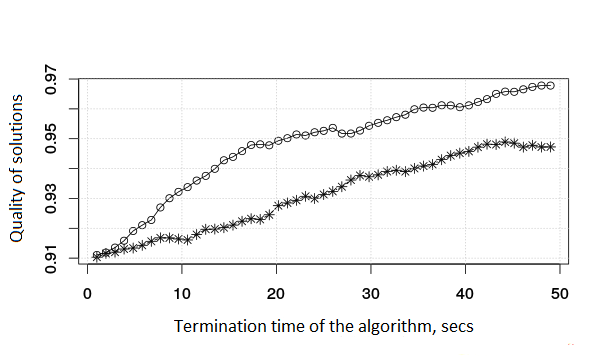 Quality of solutions
0.97
0.95
0.93
0.91
0 10 20 30 40 50
Termination time of the algorithm, secs